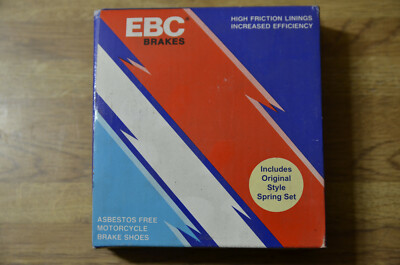 EBC®
BRAKES
HIGH FRICTION LININGS
INCREASED EFFICIENCY
Includes
Original
Style
Spring Set
ASBESTOS FREE
MOTORCYCLE
BRAKE SHOES